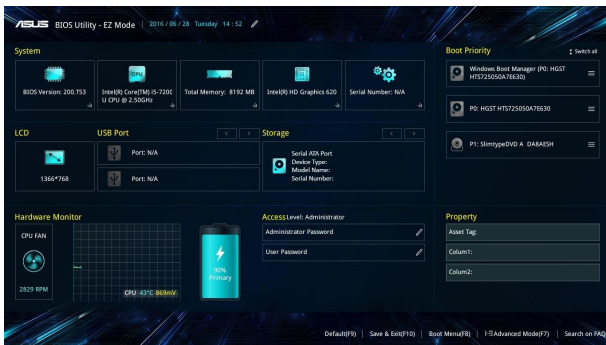 ASUS BIOS Utility - EZ Mode | 2016 / 06 / 28 Tuesday 14 : 52
System
BIOS Version: 200.T53
Intel(R) Core(TM) i5-7200
U CPU @ 2.50GHz
Total Memory: 8192 MB
Intel(R) HD Graphics 620
Serial Number: N/A
LCD
1366*768
USB Port
Port: N/A
Port: N/A
Storage
Serial ATA Port
Device Type:
Model Name:
Serial Number:
Hardware Monitor
CPU FAN
2829 RPM
CPU 43°C 869mV
90%
Primary
Access Level: Administrator
Administrator Password
User Password
Boot Priority
Switch all
Windows Boot Manager (P0: HGST
HTS725050A7E630)
P0: HGST HTS725050A7E630
P1: SlimtypeDVD A DA8AESH
Property
Asset Tag:
Colum1:
Colum2:
Default(F9) | Save & Exit(F10) | Boot Menu(F8) | Advanced Mode(F7) | Search on FAQ